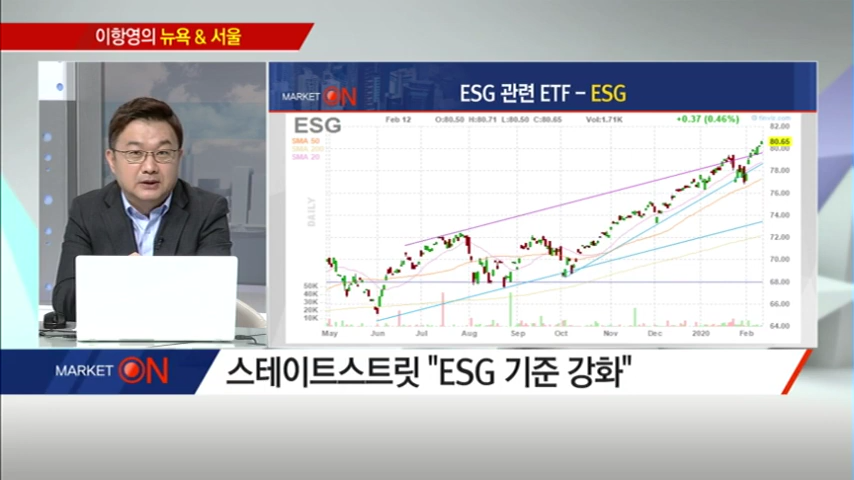 이항영의 뉴욕 & 서울
MARKET ON
ESG 관련 ETF - ESG
ESG
Feb 12
O:80.50 H:80.71 L:80.50 C:80.65
Vol:1.71K
+0.37 (0.46%)
SMA 50
SMA 200
SMA 20
DAILY
82.00
80.65
80.00
78.00
76.00
74.00
72.00
70.00
68.00
66.00
64.00
50K
40K
30K
20K
10K
May Jun Jul Aug Sep Oct Nov Dec 2020 Feb
MARKET ON
스테이트스트릿 "ESG 기준 강화"